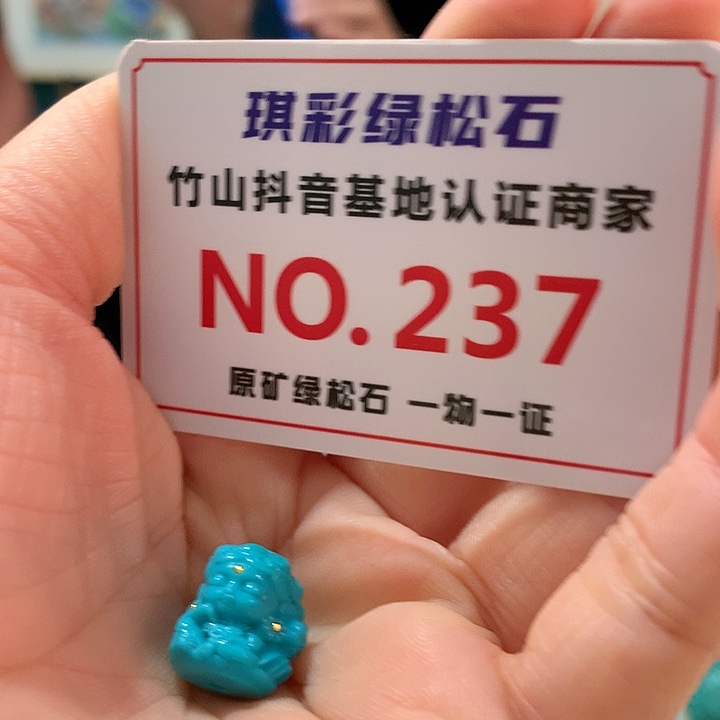 琪彩绿松石
竹山抖音基地认证商家
NO.237
原矿绿松石 一物一证